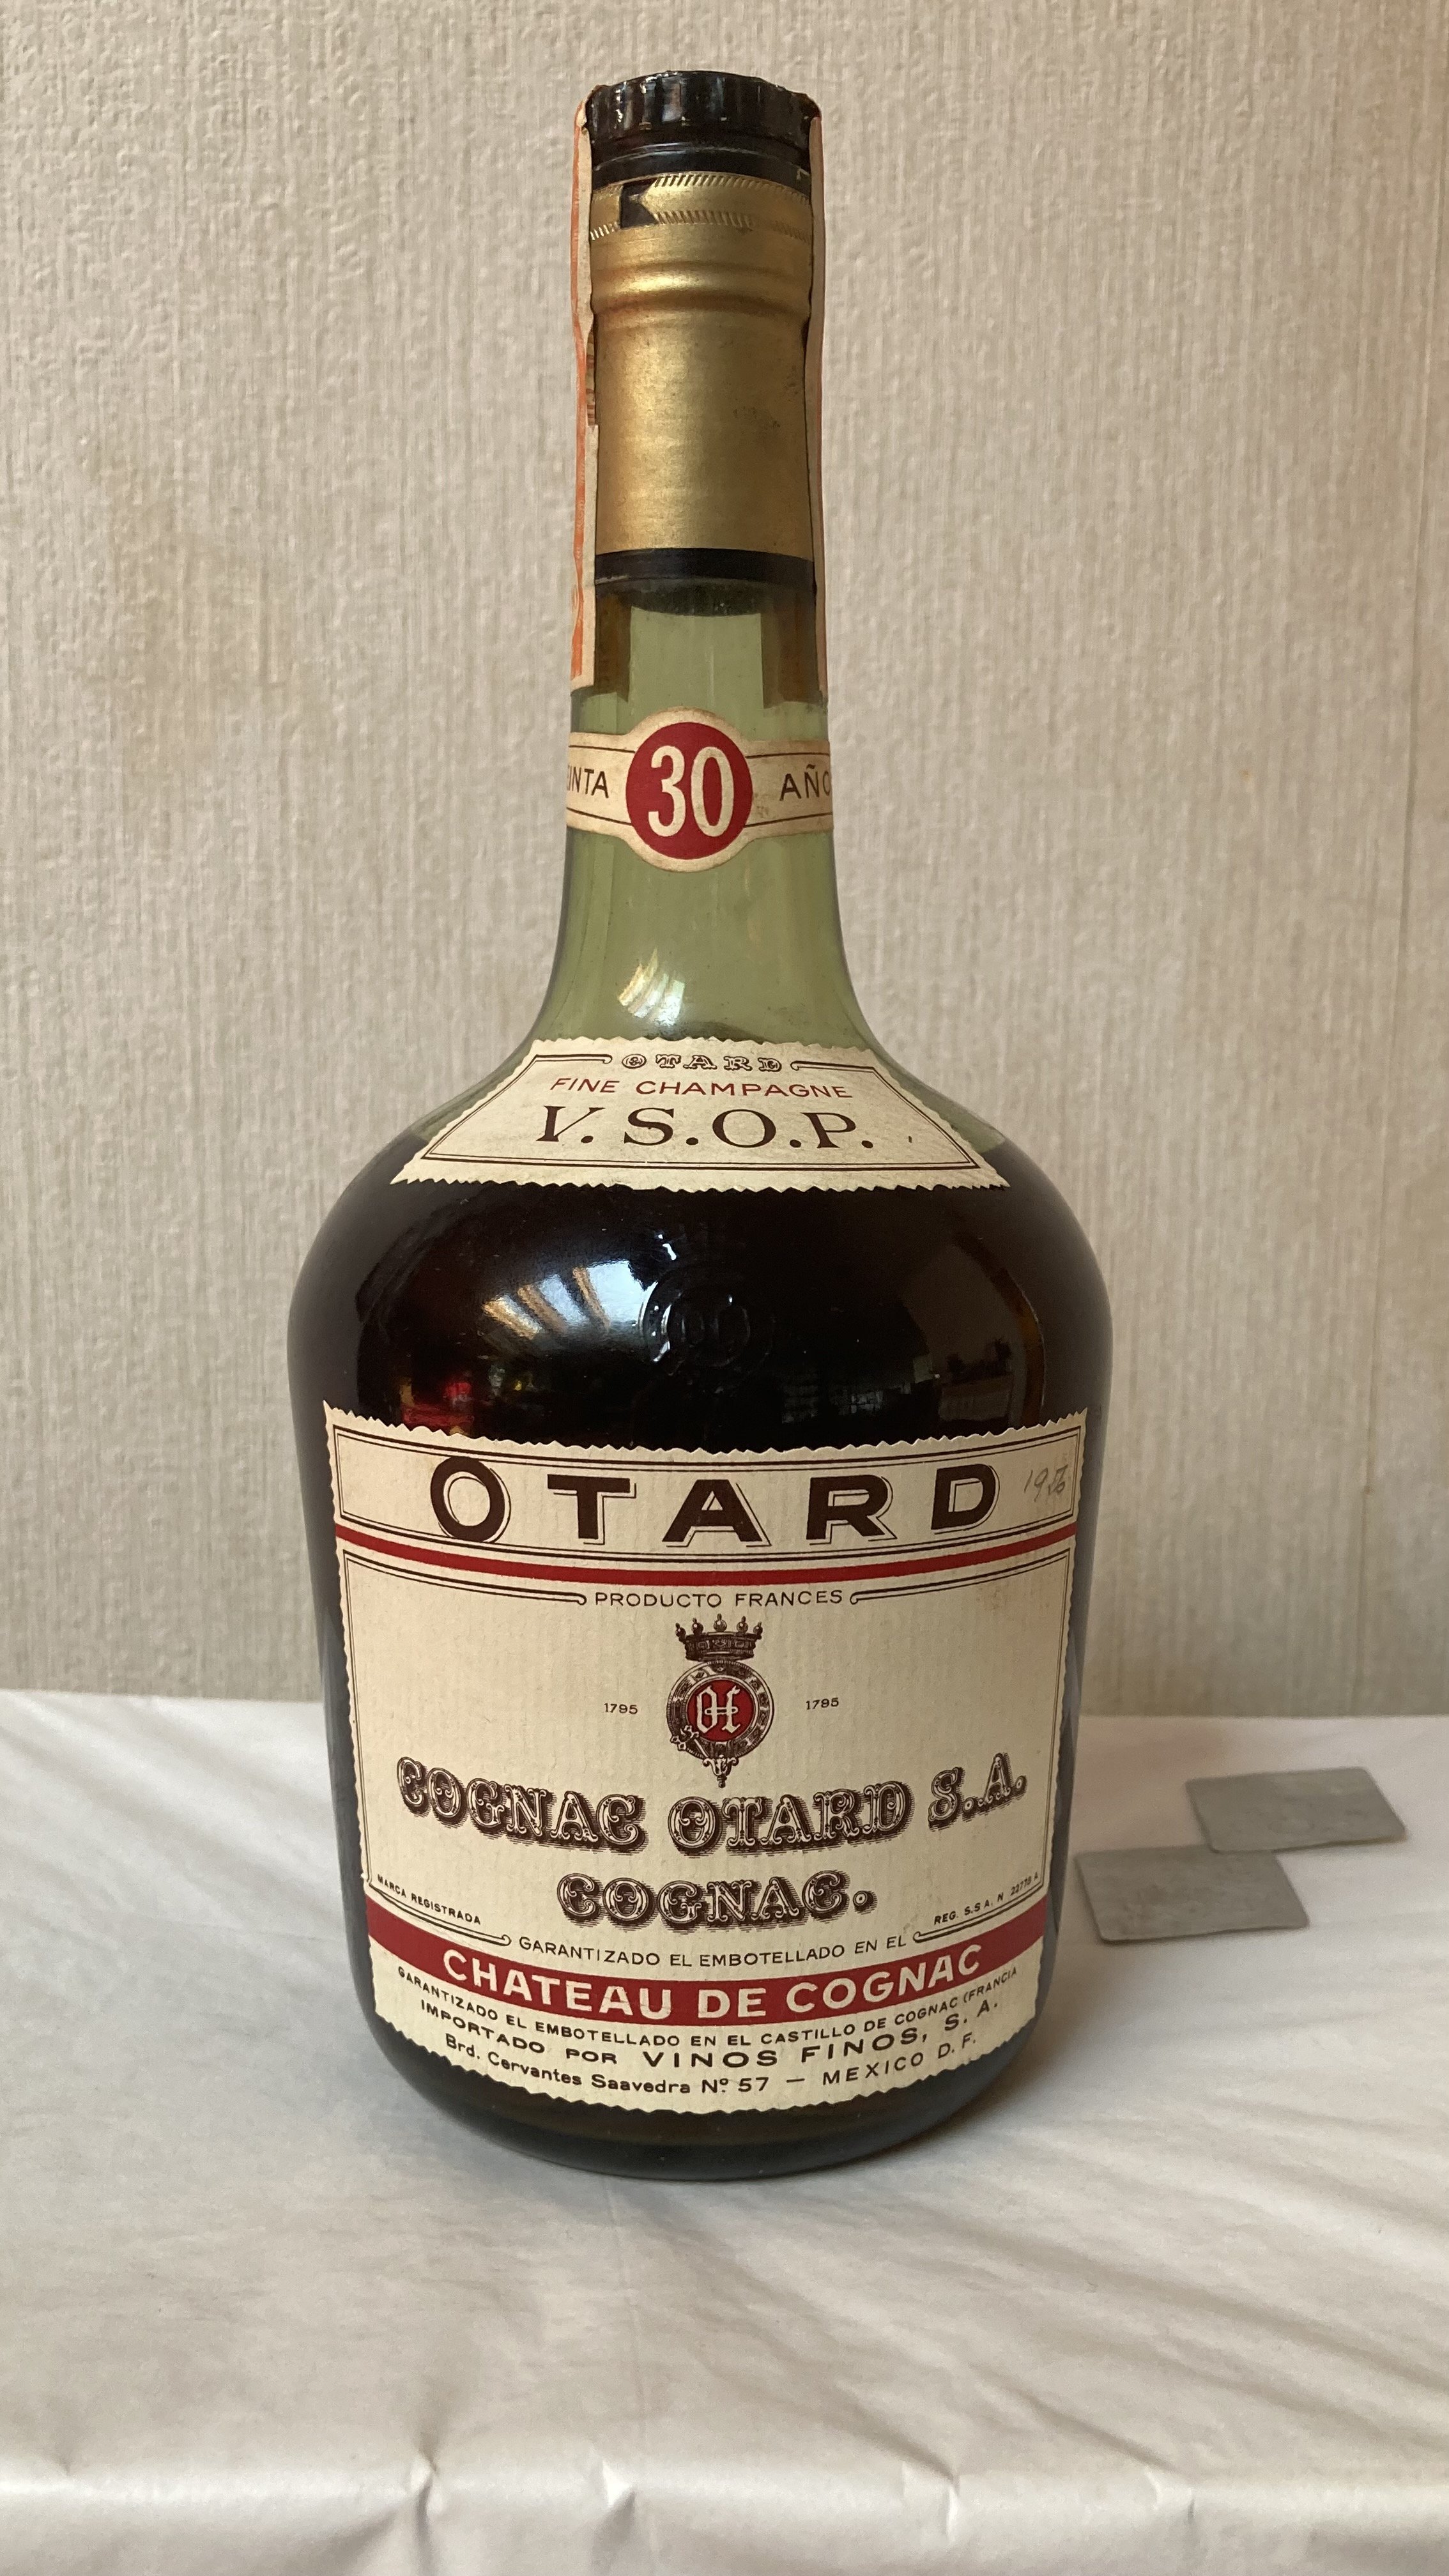 30
OTARD
FINE CHAMPAGNE
V.S.O.P.
OTARD
PRODUCTO FRANCES
1795 1795
COGNAC OTARD S.A.
COGNAC.
MARCA REGISTRADA
REG. S.S.A. N
GARANTIZADO EL EMBOTELLADO EN EL
CHATEAU DE COGNAC
GARANTIZADO EL EMBOTELLADO EN EL CASTILLO DE COGNAC (FRANCIA
IMPORTADO POR VINOS FINOS, S. A.
Brd. Cervantes Saavedra Nº 57 — MEXICO D. F.